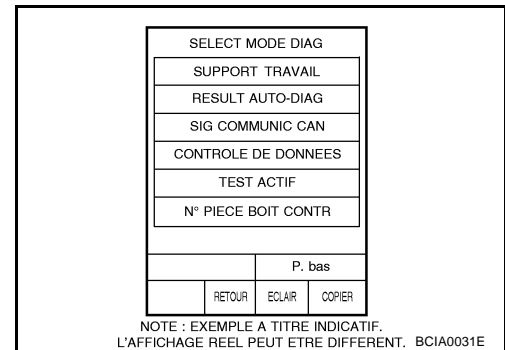 SELECT MODE DIAG
SUPPORT TRAVAIL
RESULT AUTO-DIAG
SIG COMMUNIC CAN
CONTROLE DE DONNEES
TEST ACTIF
N° PIECE BOIT CONTR
P. bas
RETOUR ECLAIR COPIER
NOTE : EXEMPLE A TITRE INDICATIF.
L'AFFICHAGE REEL PEUT ETRE DIFFERENT. BCIA0031E